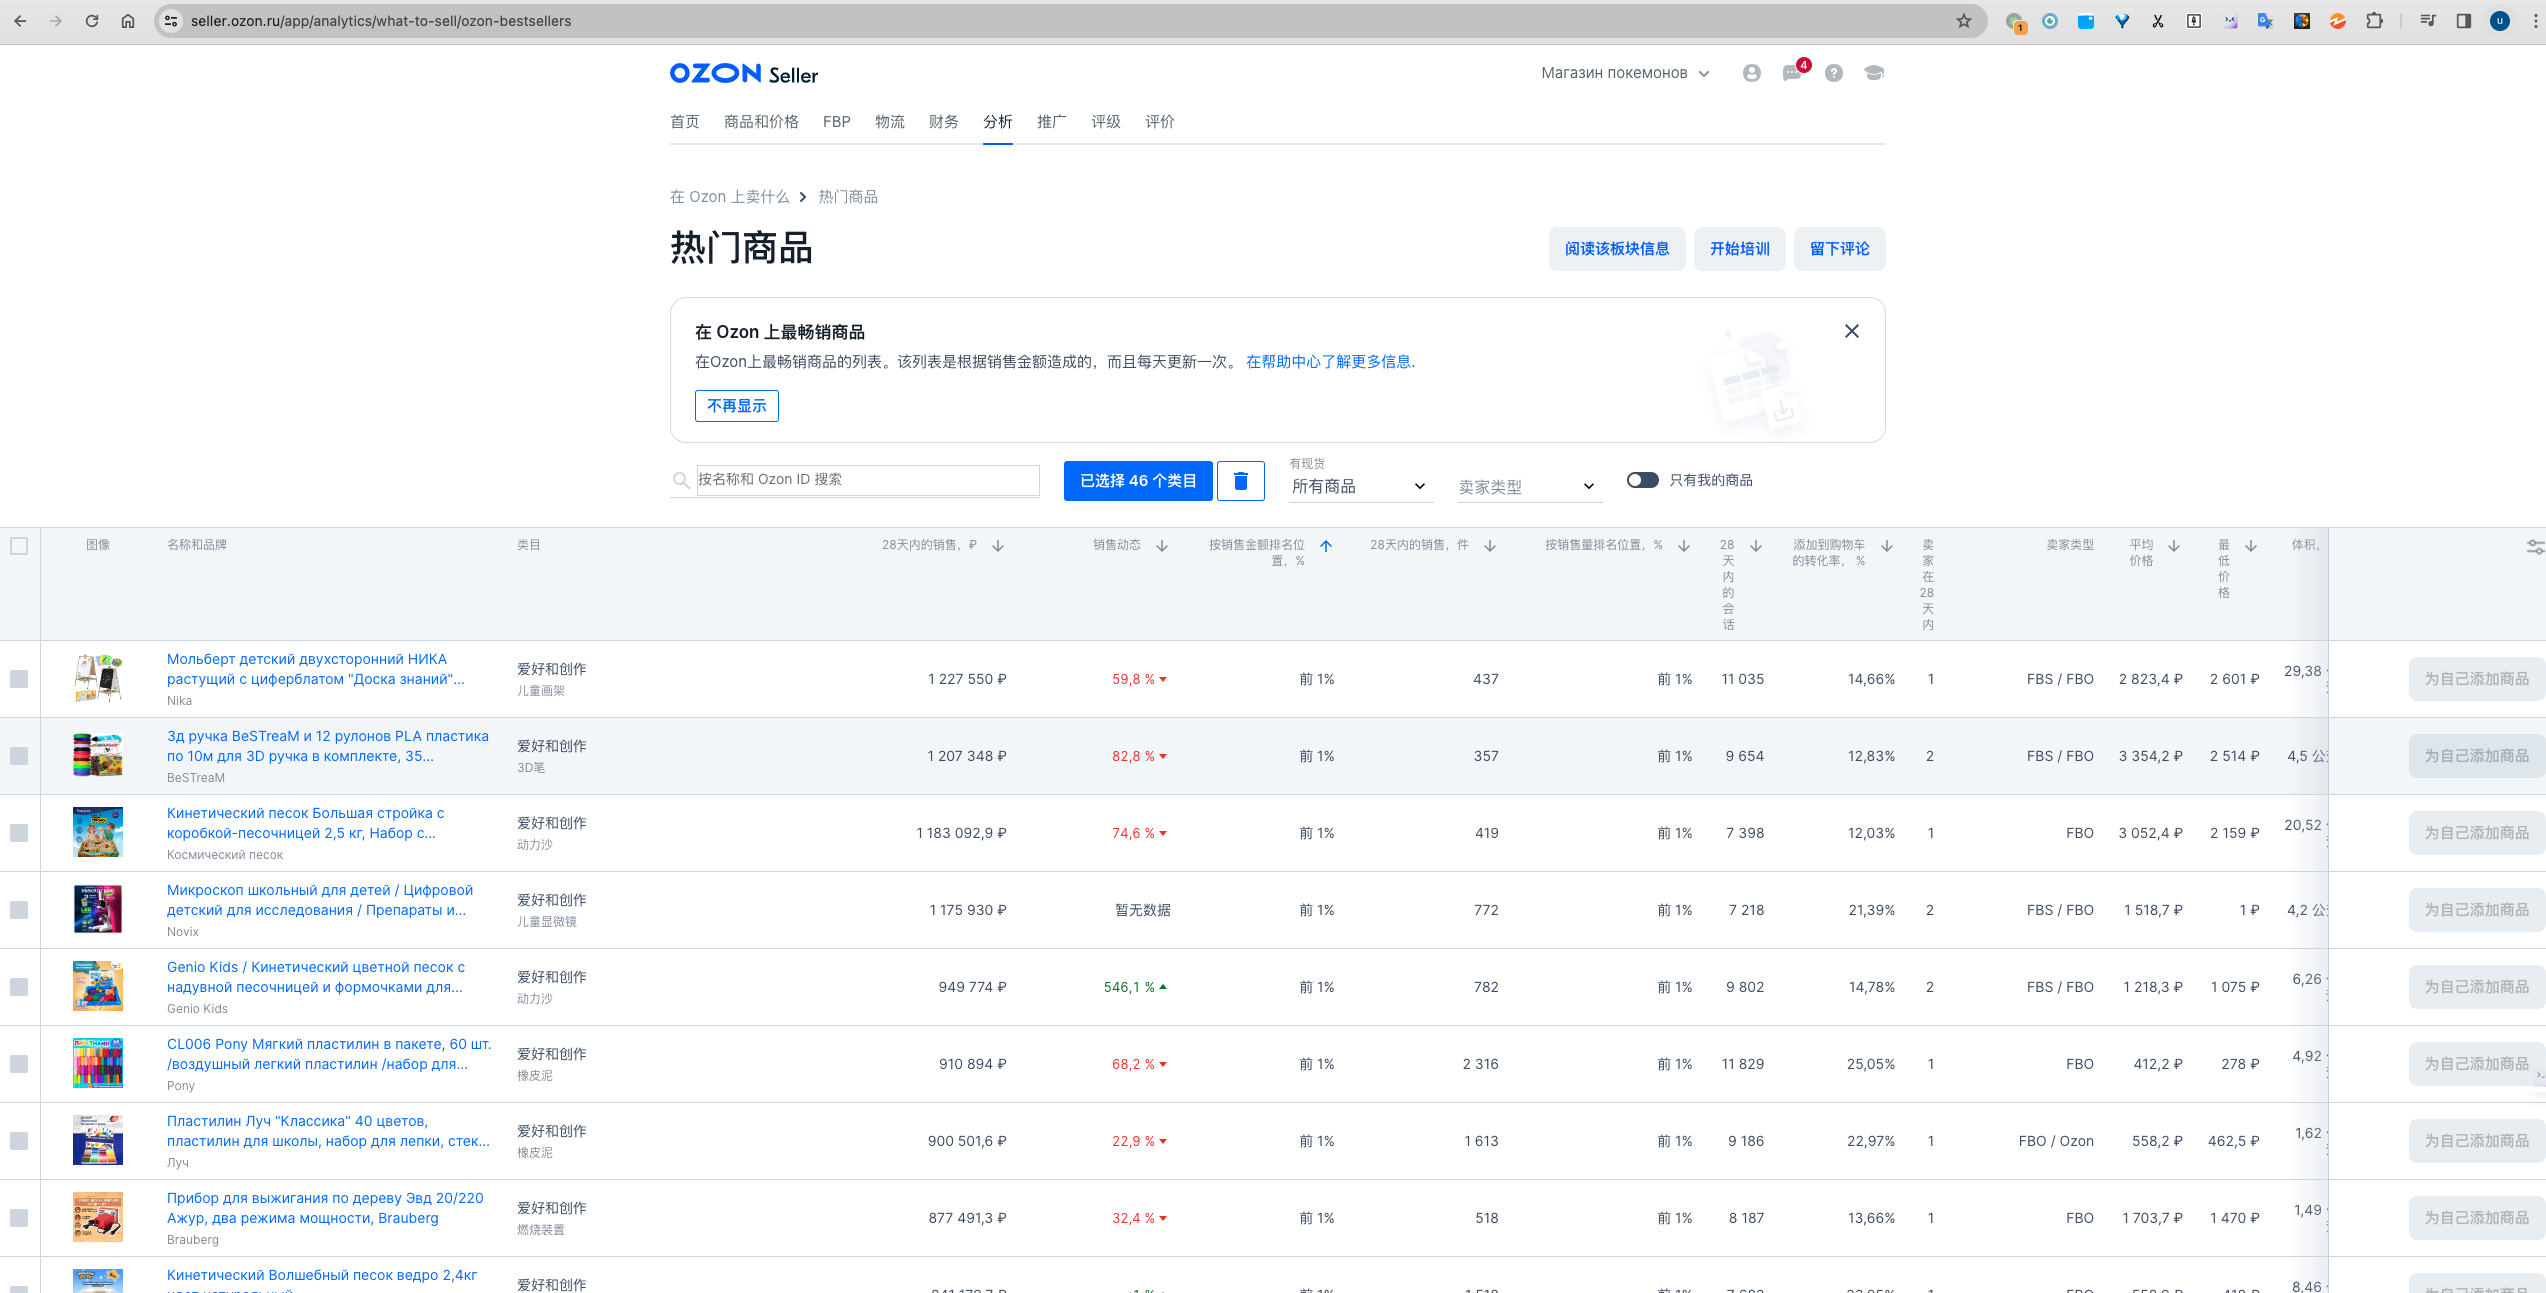 seller.ozon.ru/app/analytics/what-to-sell/ozon-bestsellers
1
u
OZON Seller
Магазин покемонов
4
首页 商品和价格 FBP 物流 财务 分析 推广 评级 评价
在 Ozon 上卖什么 热门商品
热门商品
阅读该板块信息 开始培训 留下评论
在 Ozon 上最畅销商品
在Ozon上最畅销商品的列表。该列表是根据销售金额造成的，而且每天更新一次。 在帮助中心了解更多信息.
不再显示
按名称和 Ozon ID 搜索
已选择 46 个类目
有现货
所有商品
卖家类型
只有我的商品
图像 名称和品牌 类目 28天内的销售，₽ 销售动态 按销售金额排名位置，% 28天内的销售，件 按销售量排名位置，% 28天内的会话 添加到购物车的转化率，% 卖家在28天内 卖家类型 平均价格 最低价格 体积,
Мольберт детский двухсторонний НИКА
растущий с циферблатом "Доска знаний"...
Nika
爱好和创作
儿童画架
1 227 550 ₽ 59,8 % 前 1% 437 前 1% 11 035 14,66% 1 FBS / FBO 2 823,4 ₽ 2 601 ₽ 29,38 为自己添加商品
3д ручка BeSTreaM и 12 рулонов PLA пластика
по 10м для 3D ручка в комплекте, 35...
BeSTreaM
爱好和创作
3D笔
1 207 348 ₽ 82,8 % 前 1% 357 前 1% 9 654 12,83% 2 FBS / FBO 3 354,2 ₽ 2 514 ₽ 4,5 公 为自己添加商品
Кинетический песок Большая стройка с
коробкой-песочницей 2,5 кг, Набор с...
Космический песок
爱好和创作
动力沙
1 183 092,9 ₽ 74,6 % 前 1% 419 前 1% 7 398 12,03% 1 FBO 3 052,4 ₽ 2 159 ₽ 20,52 为自己添加商品
Микроскоп школьный для детей / Цифровой
детский для исследования / Препараты и...
Novix
爱好和创作
儿童显微镜
1 175 930 ₽ 暂无数据 前 1% 772 前 1% 7 218 21,39% 2 FBS / FBO 1 518,7 ₽ 1 ₽ 4,2 公 为自己添加商品
Genio Kids / Кинетический цветной песок с
надувной песочницей и формочками для...
Genio Kids
爱好和创作
动力沙
949 774 ₽ 546,1 % 前 1% 782 前 1% 9 802 14,78% 2 FBS / FBO 1 218,3 ₽ 1 075 ₽ 6,26 为自己添加商品
CL006 Pony Мягкий пластилин в пакете, 60 шт.
/воздушный легкий пластилин /набор для...
Pony
爱好和创作
橡皮泥
910 894 ₽ 68,2 % 前 1% 2 316 前 1% 11 829 25,05% 1 FBO 412,2 ₽ 278 ₽ 4,92 为自己添加商品
Пластилин Луч "Классика" 40 цветов,
пластилин для школы, набор для лепки, стек...
Луч
爱好和创作
橡皮泥
900 501,6 ₽ 22,9 % 前 1% 1 613 前 1% 9 186 22,97% 1 FBO / Ozon 558,2 ₽ 462,5 ₽ 1,62 为自己添加商品
Прибор для выжигания по дереву Эвд 20/220
Ажур, два режима мощности, Brauberg
Brauberg
爱好和创作
燃烧装置
877 491,3 ₽ 32,4 % 前 1% 518 前 1% 8 187 13,66% 1 FBO 1 703,7 ₽ 1 470 ₽ 1,49 为自己添加商品
Кинетический Волшебный песок ведро 2,4кг
爱好和创作
8,46